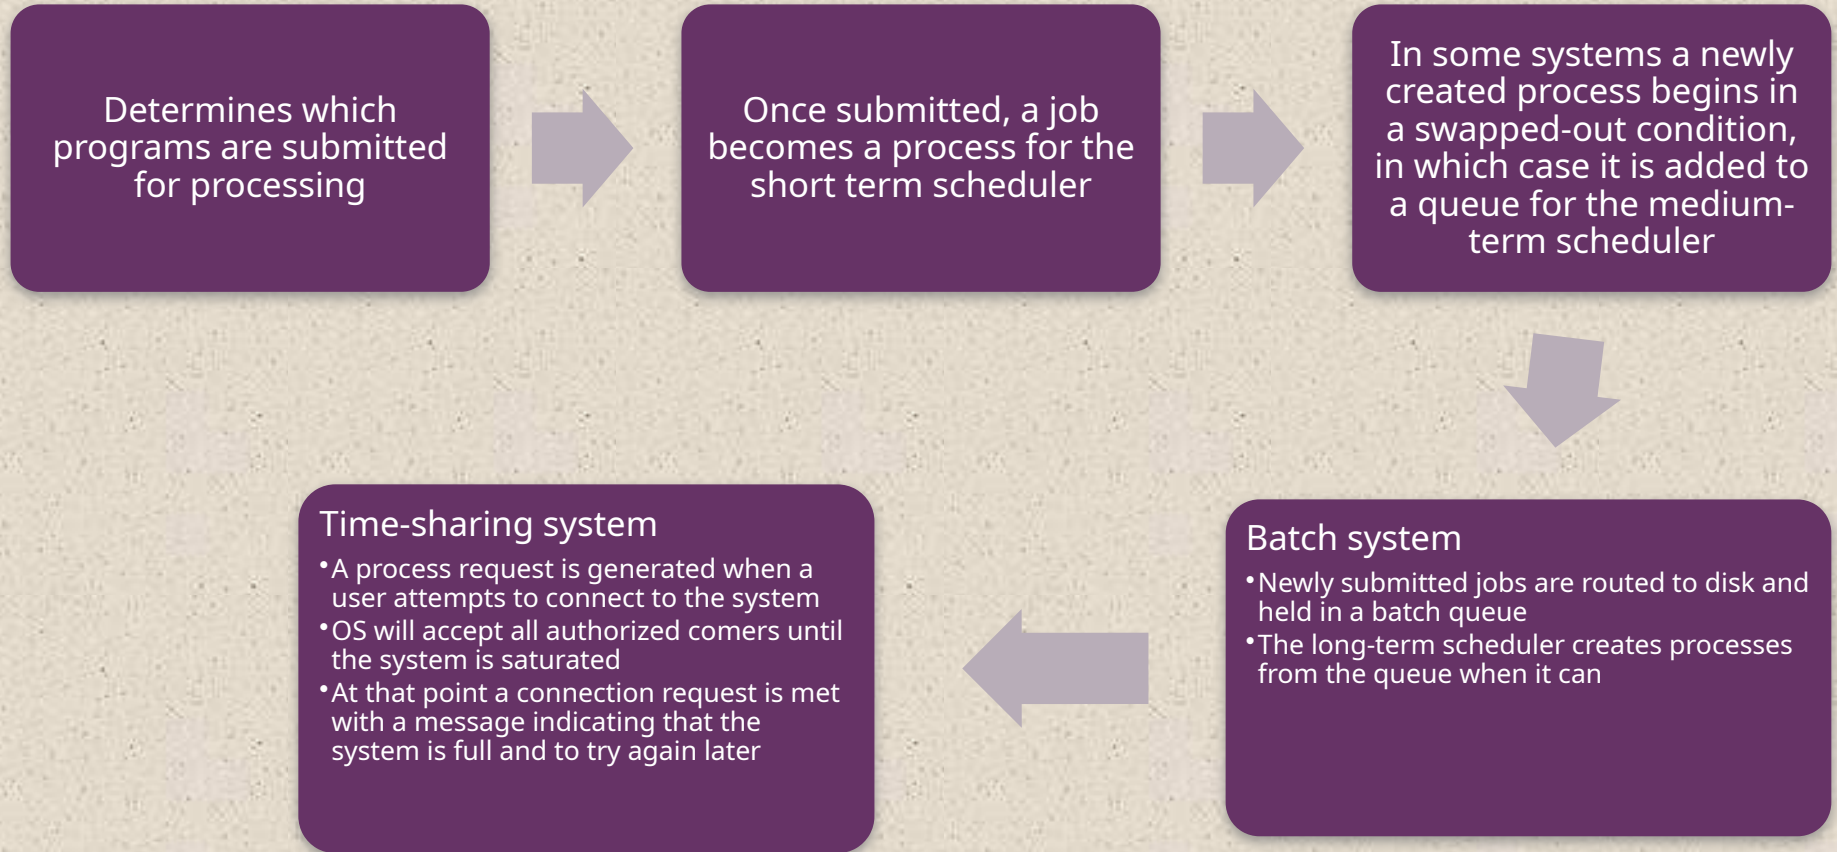 Determines which
programs are submitted
for processing
Once submitted, a job
becomes a process for the
short term scheduler
In some systems a newly
created process begins in
a swapped-out condition,
in which case it is added to
a queue for the medium-
term scheduler
Batch system
•Newly submitted jobs are routed to disk and
held in a batch queue
•The long-term scheduler creates processes
from the queue when it can
Time-sharing system
•A process request is generated when a
user attempts to connect to the system
•OS will accept all authorized comers until
the system is saturated
•At that point a connection request is met
with a message indicating that the
system is full and to try again later